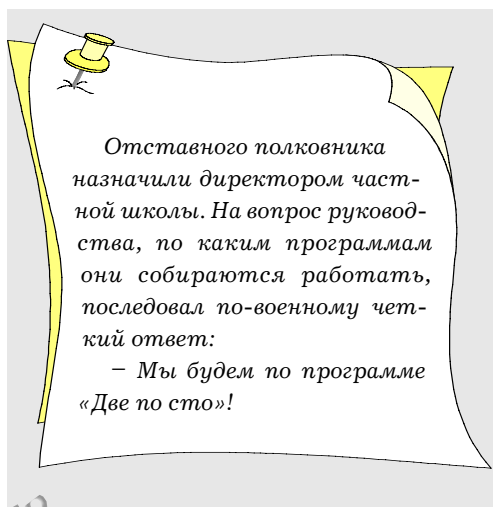 Отставного полковника
назначили директором част-
ной школы. На вопрос руковод-
ства, по каким программам
они собираются работать,
последовал по-военному чет-
кий ответ:
– Мы будем по программе
«Две по сто»!